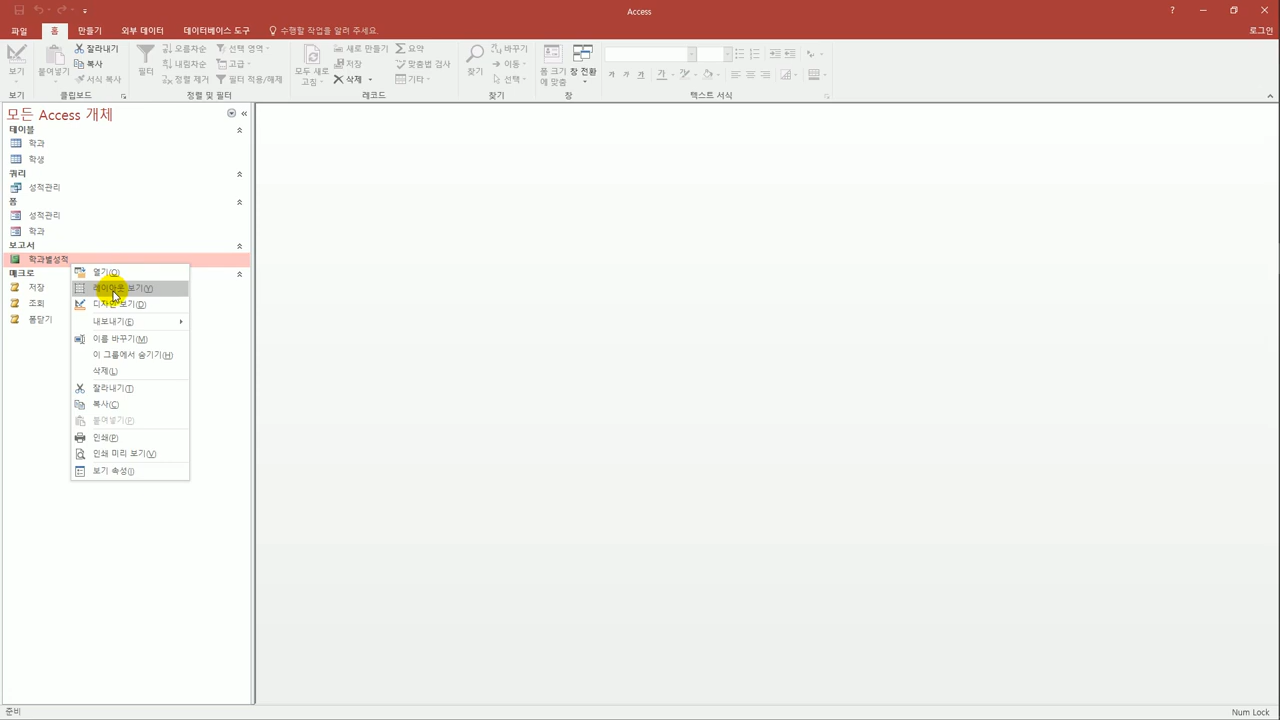 Access
?
파일
홈
만들기
외부 데이터
데이터베이스 도구
수행할 작업을 알려 주세요.
로그인
보기
붙여넣기
잘라내기
복사
서식 복사
필터
오름차순
내림차순
정렬 제거
선택 영역
고급
필터 적용/해제
모두 새로 고침
새로 만들기
저장
삭제
요약
맞춤법 검사
기타
찾기
바꾸기
이동
선택
폼 크기에 맞춤
창 전환
가 가 가
보기
클립보드
정렬 및 필터
레코드
찾기
창
텍스트 서식
모든 Access 개체
테이블
학과
학생
쿼리
성적관리
폼
성적관리
학과
보고서
학과별성적
매크로
저장
조회
폼닫기
열기(O)
레이아웃 보기(Y)
디자인 보기(D)
내보내기(E)
이름 바꾸기(M)
이 그룹에서 숨기기(H)
삭제(L)
잘라내기(T)
복사(C)
붙여넣기(P)
인쇄(P)
인쇄 미리 보기(V)
보기 속성(I)
준비
Num Lock